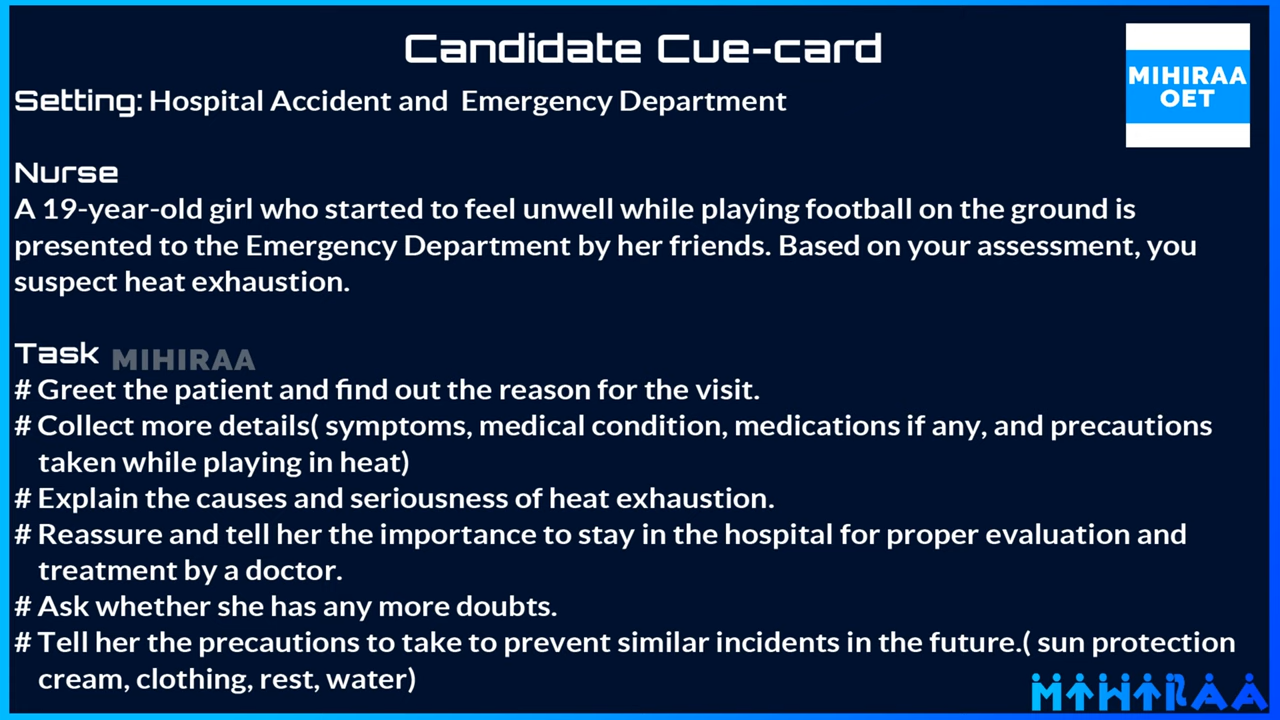 Candidate Cue-card
MIHIRAA
OET
Setting: Hospital Accident and Emergency Department
Nurse
A 19-year-old girl who started to feel unwell while playing football on the ground is
presented to the Emergency Department by her friends. Based on your assessment, you
suspect heat exhaustion.
Task MIHIRAA
# Greet the patient and find out the reason for the visit.
# Collect more details( symptoms, medical condition, medications if any, and precautions
taken while playing in heat)
# Explain the causes and seriousness of heat exhaustion.
# Reassure and tell her the importance to stay in the hospital for proper evaluation and
treatment by a doctor.
# Ask whether she has any more doubts.
# Tell her the precautions to take to prevent similar incidents in the future.( sun protection
cream, clothing, rest, water)
MIHIRAA